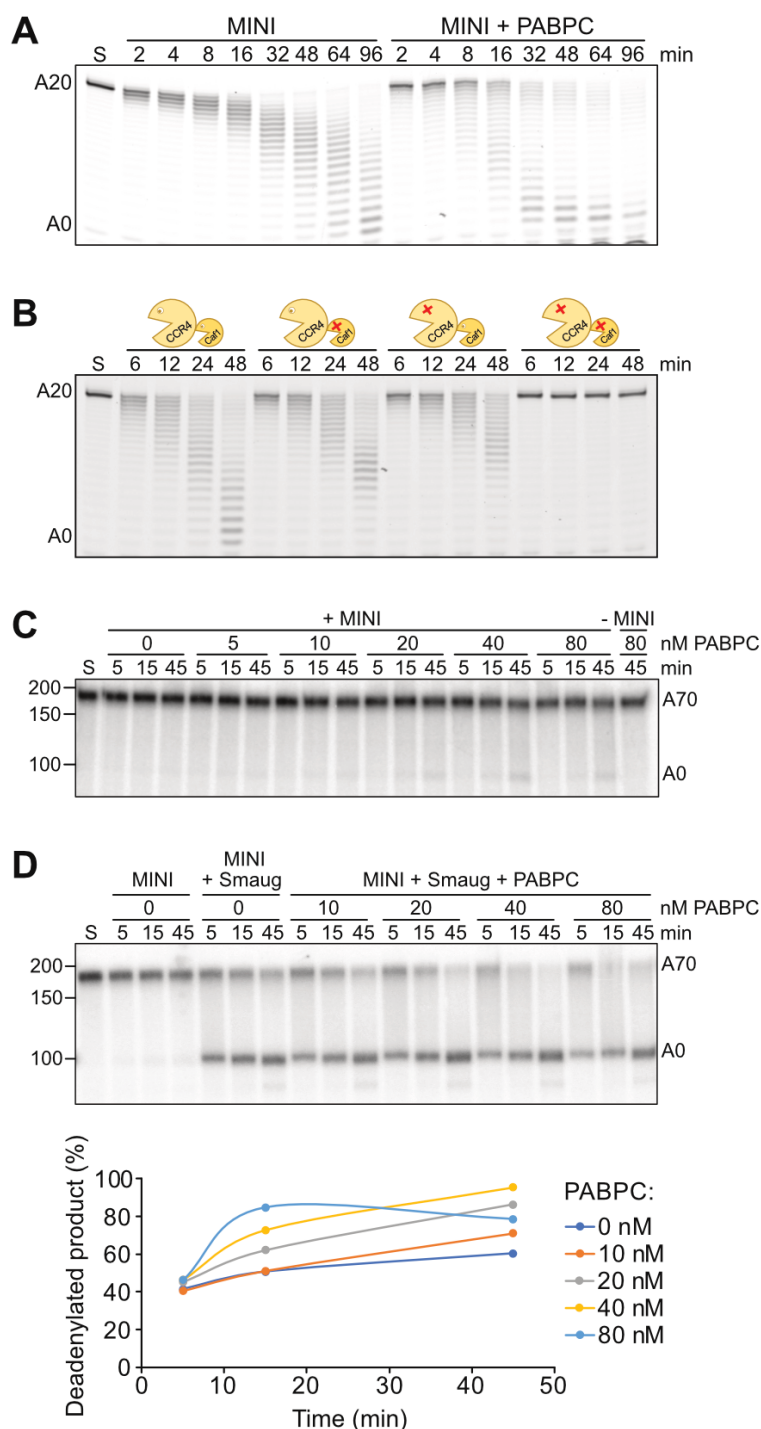 A
MINI MINI + PABPC
S 2 4 8 16 32 48 64 96 2 4 8 16 32 48 64 96 min
A20
A0
B
CCR4 Caf1 CCR4 Caf1 CCR4 Caf1 CCR4 Caf1
S 6 12 24 48 6 12 24 48 6 12 24 48 6 12 24 48 min
A20
A0
C
+ MINI - MINI
0 5 10 20 40 80 80 nM PABPC
S 5 15 45 5 15 45 5 15 45 5 15 45 5 15 45 5 15 45 45 min
200
A70
150
100
A0
D
MINI MINI + Smaug MINI + Smaug + PABPC
0 0 10 20 40 80 nM PABPC
S 5 15 45 5 15 45 5 15 45 5 15 45 5 15 45 5 15 45 min
200
A70
150
100
A0
Deadenylated product (%)
100
80
60
40
20
0
0 10 20 30 40 50
Time (min)
PABPC:
0 nM
10 nM
20 nM
40 nM
80 nM